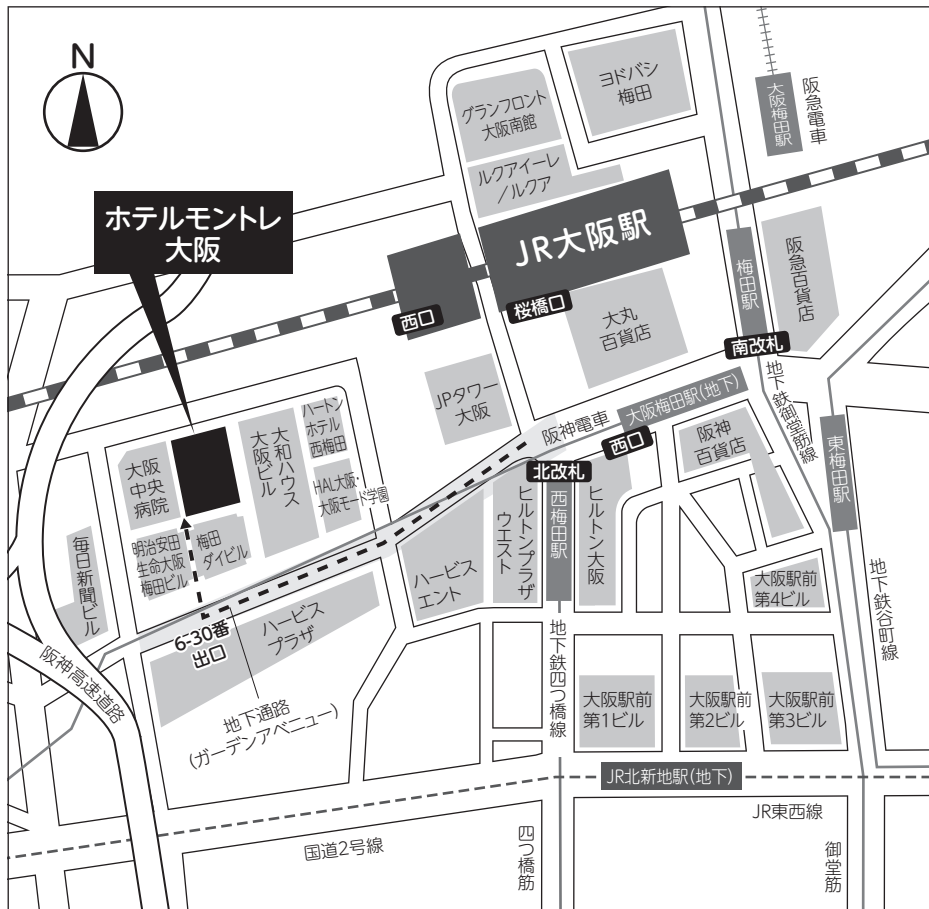 N
ヨドバシ
梅田
グランフロント
大阪南館
大阪梅田駅
阪急電車
ルクアイーレ
/ルクア
ホテルモントレ
大阪
JR大阪駅
梅田駅
阪急百貨店
西口
桜橋口
大丸
百貨店
南改札
JPタワー
大阪
阪神電車
大阪梅田駅(地下)
地下鉄御堂筋線
西口
阪神
百貨店
東梅田駅
ハートン
ホテル
西梅田
大和ハウス
大阪ビル
大阪
中央
病院
HAL大阪・
大阪モード学園
北改札
西梅田駅
ヒルトンプラザ
ウエスト
ヒルトン大阪
毎日新聞ビル
明治安田
生命大阪
梅田ビル
梅田
ダイビル
ハービス
エント
大阪駅前
第4ビル
6-30番
出口
ハービス
プラザ
地下鉄四つ橋線
地下鉄谷町線
阪神高速道路
地下通路
(ガーデンアベニュー)
大阪駅前
第1ビル
大阪駅前
第2ビル
大阪駅前
第3ビル
JR北新地駅(地下)
JR東西線
国道2号線
四つ橋筋
御堂筋